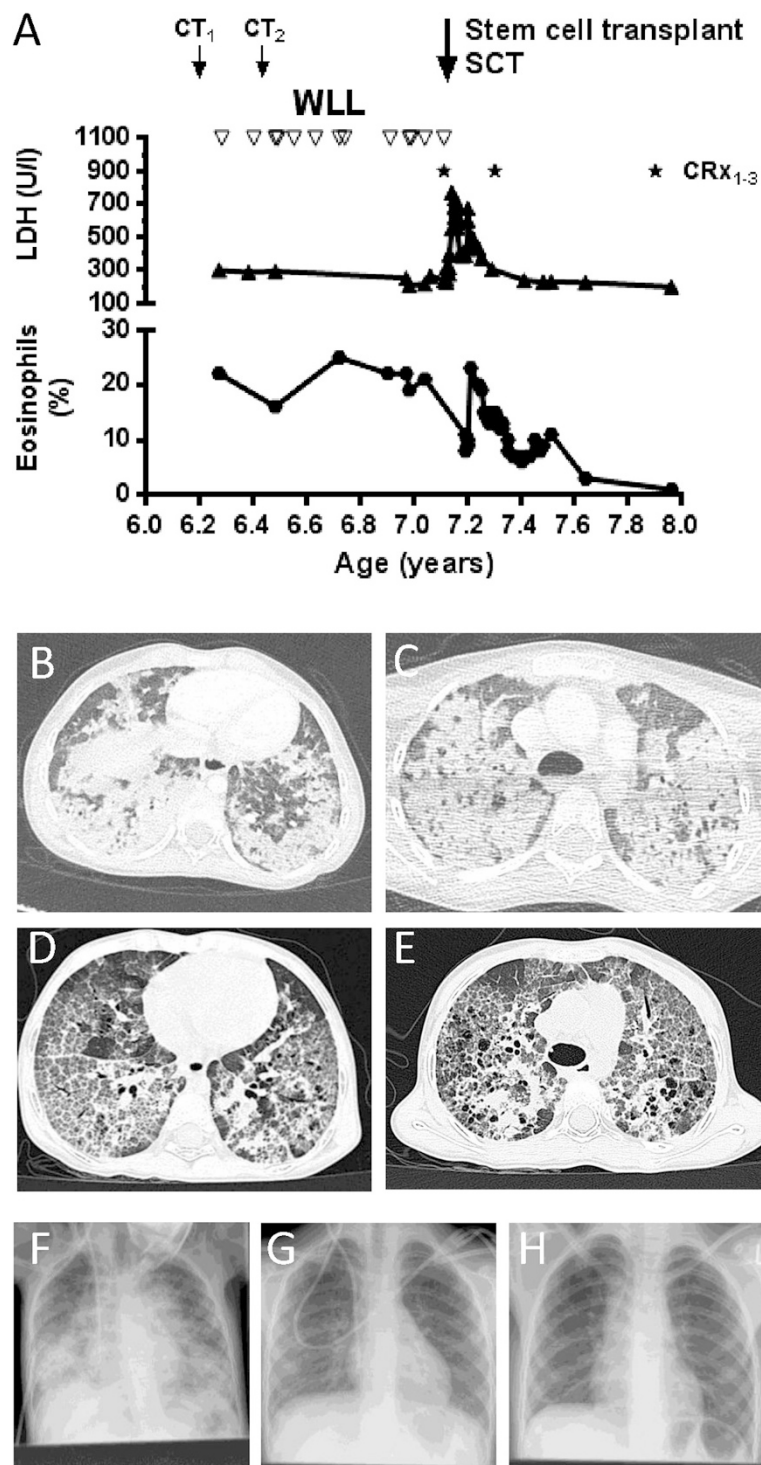 A
CT1 CT2
Stem cell transplant
SCT
WLL
1100
900
700
500
300
100
LDH (U/l)
CRx1-3
30
20
10
0
Eosinophils
(%)
6.0 6.2 6.4 6.6 6.8 7.0 7.2 7.4 7.6 7.8 8.0
Age (years)
B C
D E
F G H